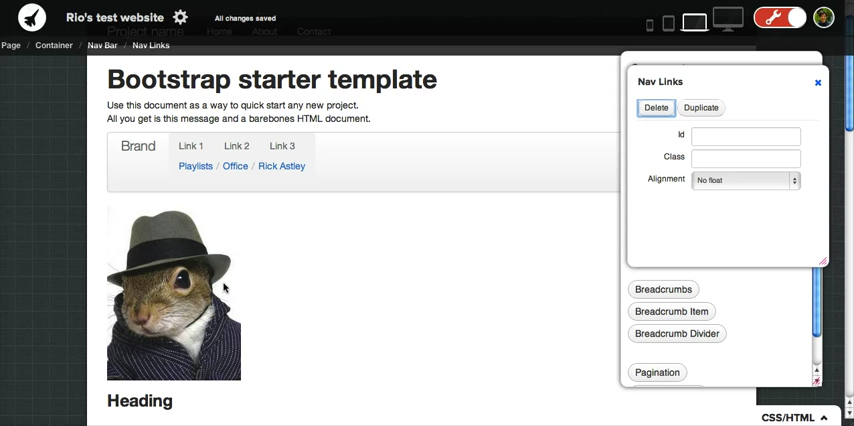 Rio's test website
All changes saved
Project name Home About Contact
Page / Container / Nav Bar / Nav Links
Bootstrap starter template
Use this document as a way to quick start any new project.
All you get is this message and a barebones HTML document.
Brand Link 1 Link 2 Link 3
Playlists / Office / Rick Astley
Heading
Nav Links
Delete Duplicate
Id
Class
Alignment No float
Breadcrumbs
Breadcrumb Item
Breadcrumb Divider
Pagination
CSS/HTML